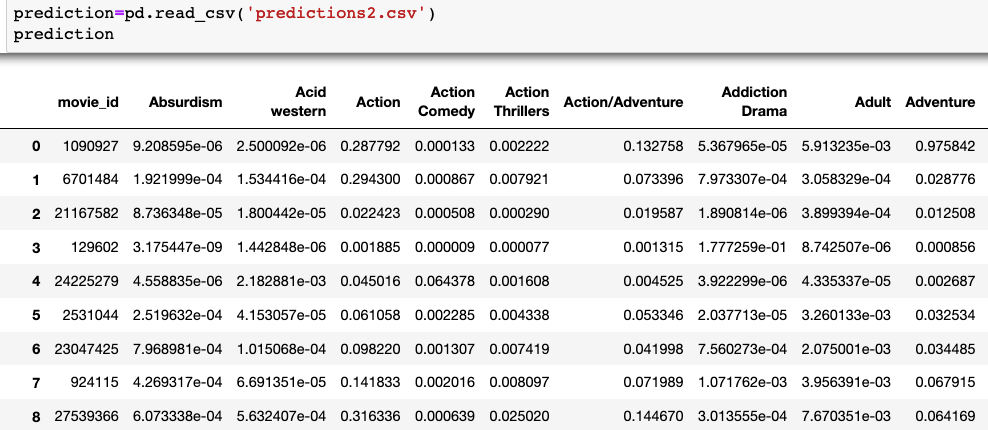 prediction=pd.read_csv('predictions2.csv')
prediction
movie_id Absurdism Acid western Action Action Comedy Action Thrillers Action/Adventure Addiction Drama Adult Adventure
0 1090927 9.208595e-06 2.500092e-06 0.287792 0.000133 0.002222 0.132758 5.367965e-05 5.913235e-03 0.975842
1 6701484 1.921999e-04 1.534416e-04 0.294300 0.000867 0.007921 0.073396 7.973307e-04 3.058329e-04 0.028776
2 21167582 8.736348e-05 1.800442e-05 0.022423 0.000508 0.000290 0.019587 1.890814e-06 3.899394e-04 0.012508
3 129602 3.175447e-09 1.442848e-06 0.001885 0.000009 0.000077 0.001315 1.777259e-01 8.742507e-06 0.000856
4 24225279 4.558835e-06 2.182881e-03 0.045016 0.064378 0.001608 0.004525 3.922299e-06 4.335337e-05 0.002687
5 2531044 2.519632e-04 4.153057e-05 0.061058 0.002285 0.004338 0.053346 2.037713e-05 3.260133e-03 0.032534
6 23047425 7.968981e-04 1.015068e-04 0.098220 0.001307 0.007419 0.041998 7.560273e-04 2.075001e-03 0.034485
7 924115 4.269317e-04 6.691351e-05 0.141833 0.002016 0.008097 0.071989 1.071762e-03 3.956391e-03 0.067915
8 27539366 6.073338e-04 5.632407e-04 0.316336 0.000639 0.025020 0.144670 3.013555e-04 7.670351e-03 0.064169